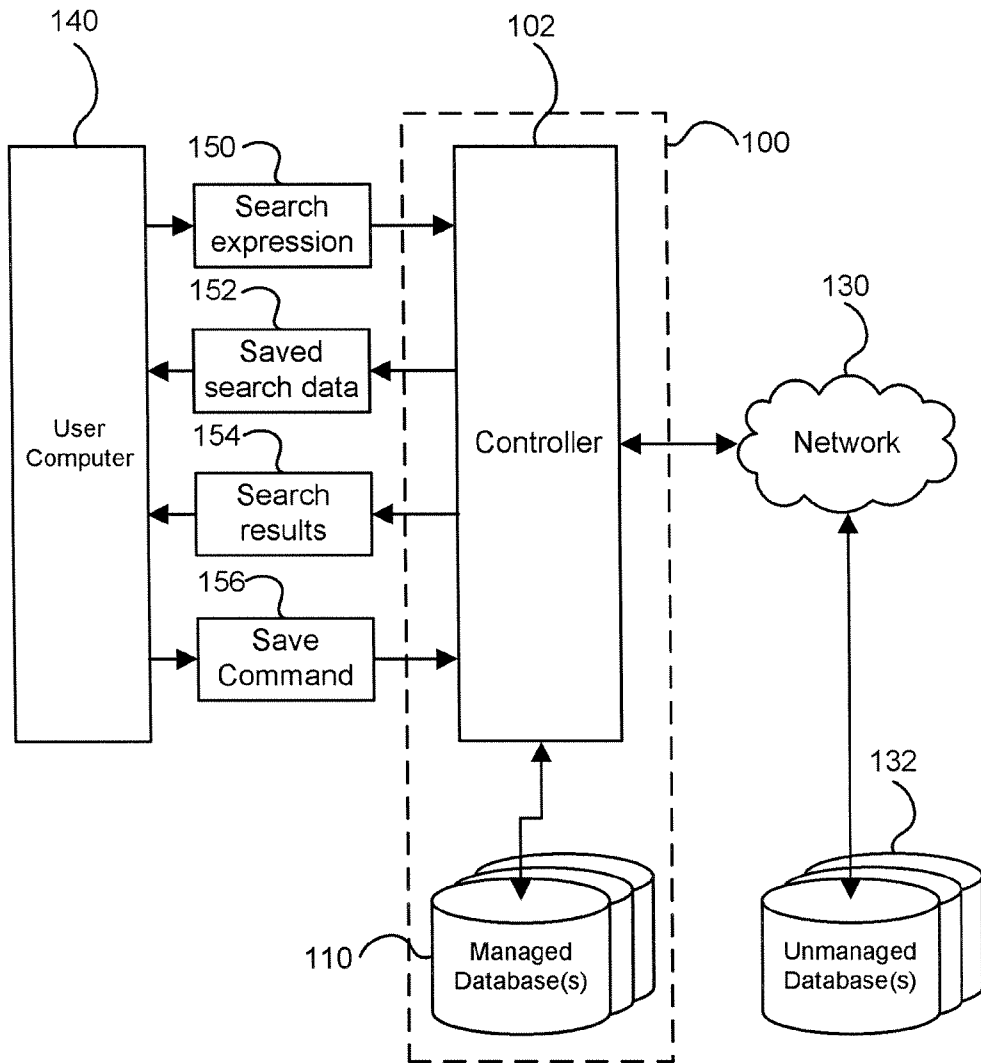 140
102
150
100
Search
expression
152
130
Saved
search data
User
Computer
154
Controller
Network
Search
results
156
Save
Command
132
110
Managed
Database(s)
Unmanaged
Database(s)